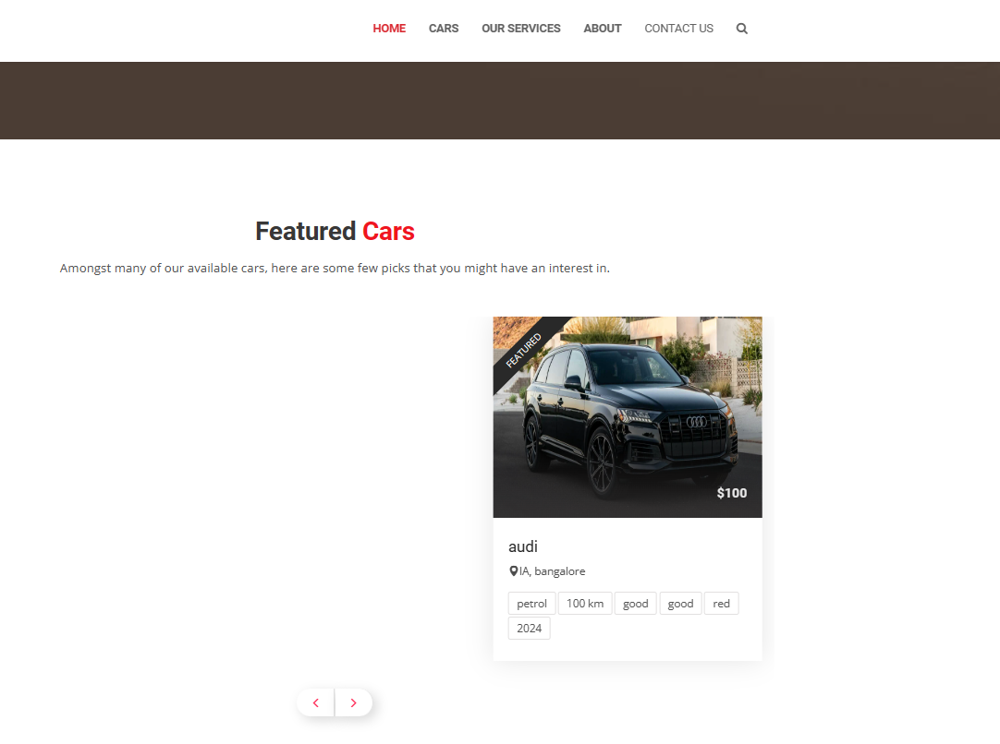 HOME CARS OUR SERVICES ABOUT CONTACT US
Featured Cars
Amongst many of our available cars, here are some few picks that you might have an interest in.
FEATURED
$100
audi
IA, bangalore
petrol 100 km good good red
2024